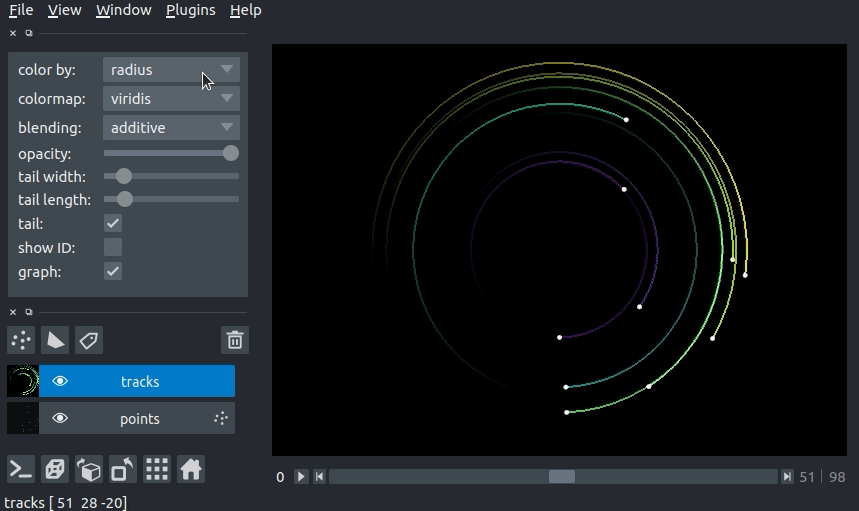 File View Window Plugins Help
color by: radius
colormap: viridis
blending: additive
opacity:
tail width:
tail length:
tail:
show ID:
graph:
tracks
points
0 51 98
tracks [ 51 28 -20]